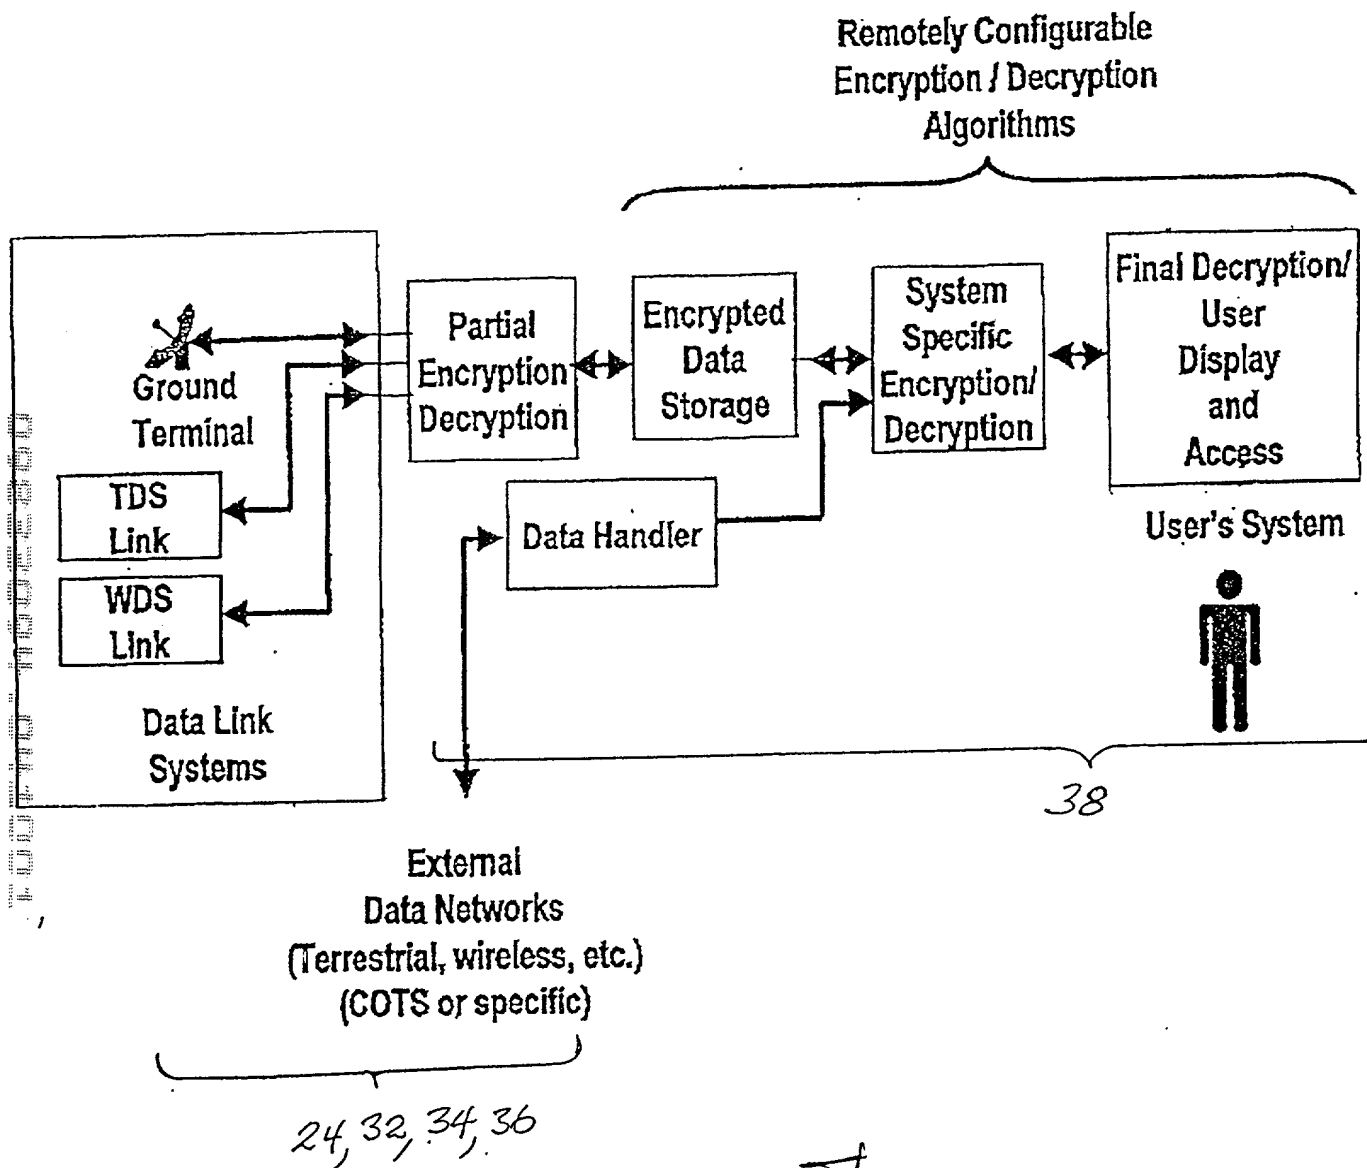 Remotely Configurable
Encryption / Decryption
Algorithms
Ground
Terminal
TDS
Link
WDS
Link
Data Link
Systems
Partial
Encryption
Decryption
Encrypted
Data
Storage
System
Specific
Encryption/
Decryption
Final Decryption/
User
Display
and
Access
Data Handler
User's System
38
External
Data Networks
(Terrestrial, wireless, etc.)
(COTS or specific)
24, 32, 34, 36